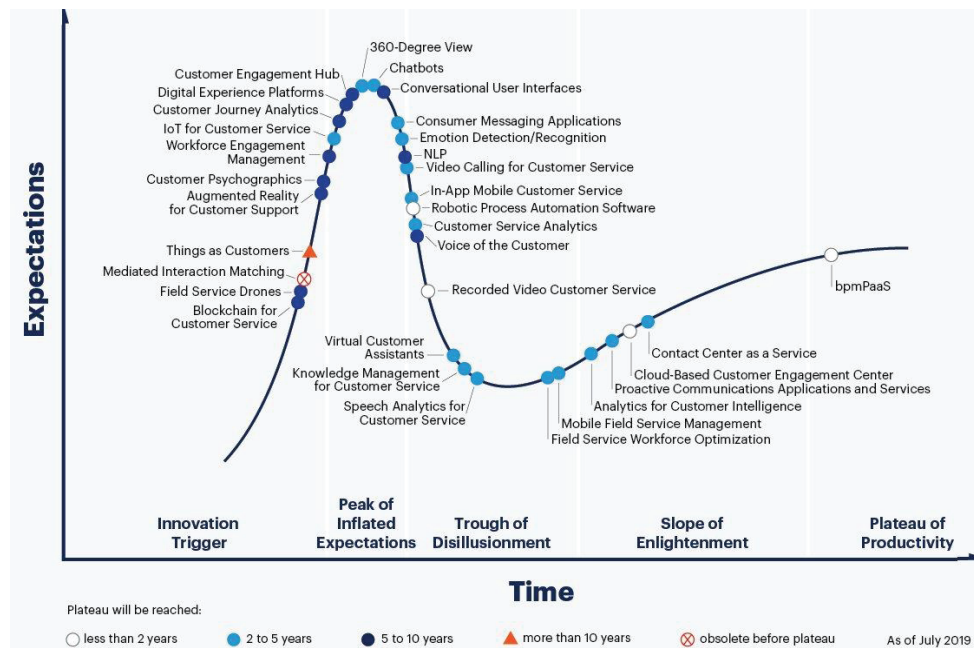 Expectations
360-Degree View
Chatbots
Customer Engagement Hub
Conversational User Interfaces
Digital Experience Platforms
Customer Journey Analytics
Consumer Messaging Applications
IoT for Customer Service
Emotion Detection/Recognition
Workforce Engagement
Management
NLP
Video Calling for Customer Service
Customer Psychographics
In-App Mobile Customer Service
Augmented Reality
for Customer Support
Robotic Process Automation Software
Customer Service Analytics
Voice of the Customer
Things as Customers
Mediated Interaction Matching
Field Service Drones
Recorded Video Customer Service
Blockchain for
Customer Service
bpmPaaS
Virtual Customer
Assistants
Contact Center as a Service
Knowledge Management
for Customer Service
Cloud-Based Customer Engagement Center
Proactive Communications Applications and Services
Speech Analytics for
Customer Service
Analytics for Customer Intelligence
Mobile Field Service Management
Field Service Workforce Optimization
Innovation
Trigger
Peak of
Inflated
Expectations
Trough of
Disillusionment
Slope of
Enlightenment
Plateau of
Productivity
Time
Plateau will be reached:
less than 2 years
2 to 5 years
5 to 10 years
more than 10 years
obsolete before plateau
As of July 2019